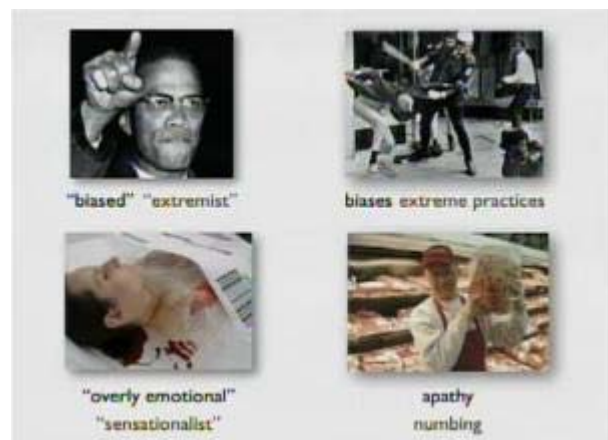 "biased" "extremist"
biases extreme practices
"overly emotional"
"sensationalist"
apathy
numbing